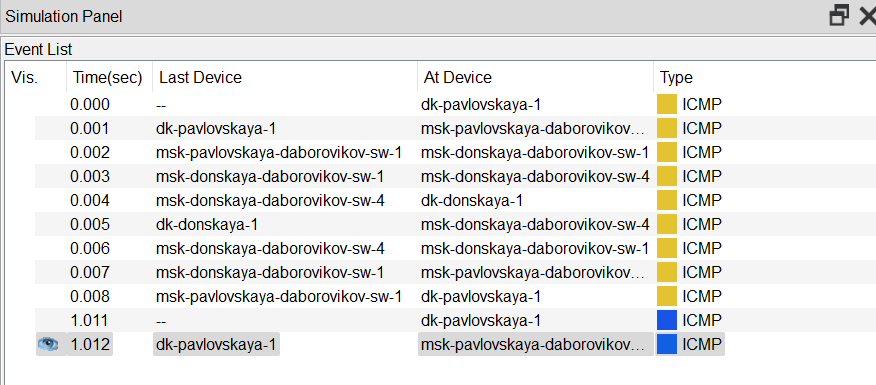 Simulation Panel
Event List
Vis. Time(sec) Last Device At Device Type
0.000 -- dk-pavlovskaya-1 ICMP
0.001 dk-pavlovskaya-1 msk-pavlovskaya-daborovikov... ICMP
0.002 msk-pavlovskaya-daborovikov-sw-1 msk-donskaya-daborovikov-sw-1 ICMP
0.003 msk-donskaya-daborovikov-sw-1 msk-donskaya-daborovikov-sw-4 ICMP
0.004 msk-donskaya-daborovikov-sw-4 dk-donskaya-1 ICMP
0.005 dk-donskaya-1 msk-donskaya-daborovikov-sw-4 ICMP
0.006 msk-donskaya-daborovikov-sw-4 msk-donskaya-daborovikov-sw-1 ICMP
0.007 msk-donskaya-daborovikov-sw-1 msk-pavlovskaya-daborovikov... ICMP
0.008 msk-pavlovskaya-daborovikov-sw-1 dk-pavlovskaya-1 ICMP
1.011 -- dk-pavlovskaya-1 ICMP
1.012 dk-pavlovskaya-1 msk-pavlovskaya-daborovikov... ICMP